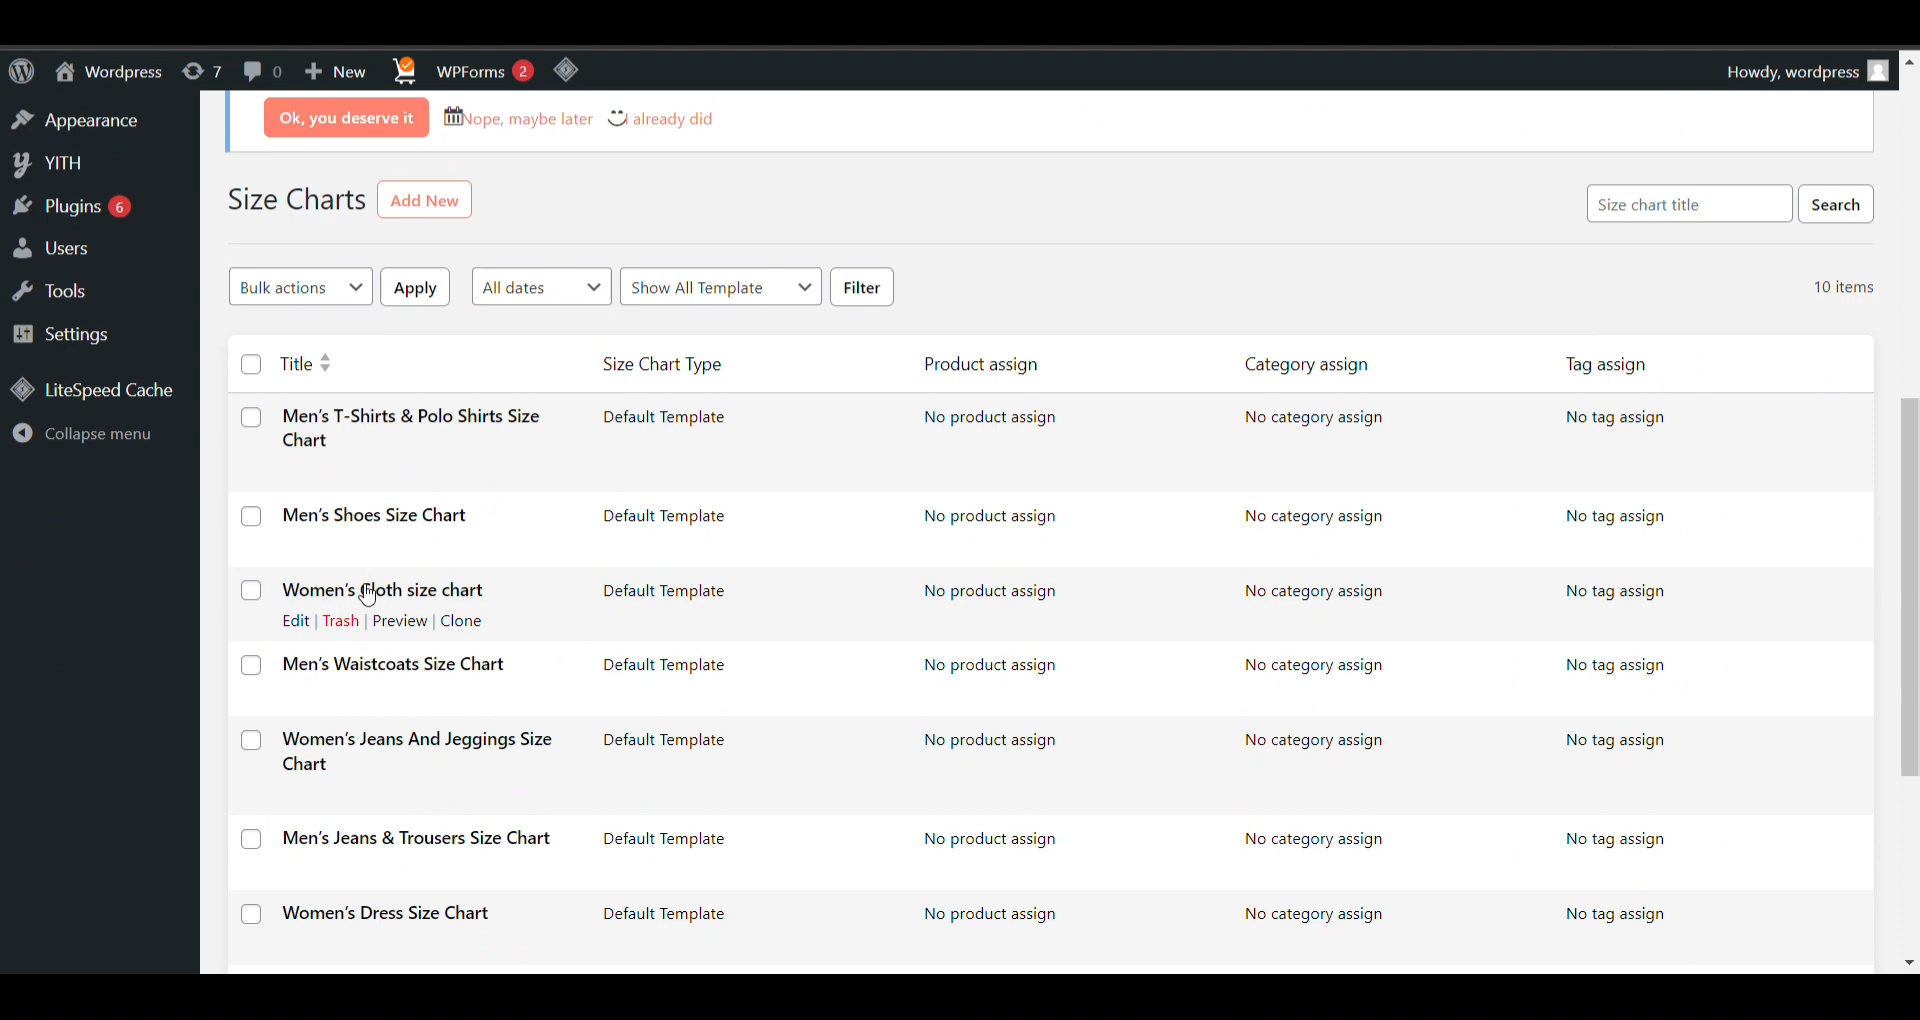 Wordpress 7 0 New WPForms 2 Howdy, wordpress
Appearance
YITH
Plugins 6
Users
Tools
Settings
LiteSpeed Cache
Collapse menu
Ok, you deserve it Nope, maybe later I already did
Size Charts Add New Size chart title Search
Bulk actions Apply All dates Show All Template Filter 10 items
Title Size Chart Type Product assign Category assign Tag assign
Men's T-Shirts & Polo Shirts Size Default Template No product assign No category assign No tag assign
Chart
Men's Shoes Size Chart Default Template No product assign No category assign No tag assign
Women's Cloth size chart Default Template No product assign No category assign No tag assign
Edit | Trash | Preview | Clone
Men's Waistcoats Size Chart Default Template No product assign No category assign No tag assign
Women's Jeans And Jeggings Size Default Template No product assign No category assign No tag assign
Chart
Men's Jeans & Trousers Size Chart Default Template No product assign No category assign No tag assign
Women's Dress Size Chart Default Template No product assign No category assign No tag assign